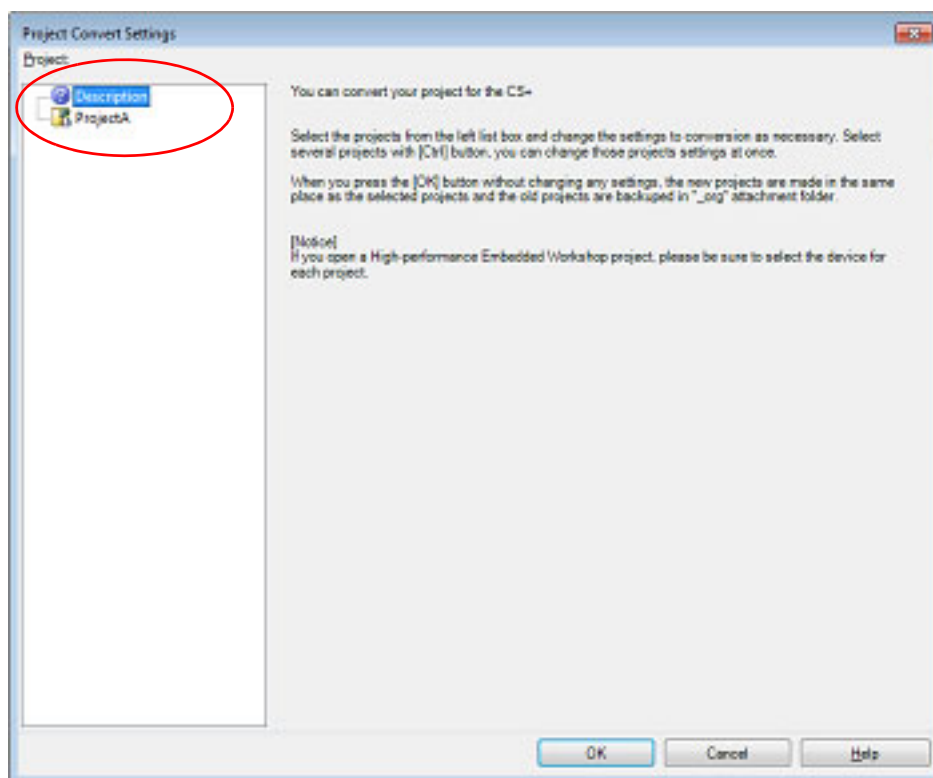 Project Convert Settings
Project:
Description
ProjectA
You can convert your project for the CS+
Select the projects from the left list box and change the settings to conversion as necessary. Select
several projects with [Ctrl] button, you can change those projects settings at once.
When you press the [OK] button without changing any settings, the new projects are made in the same
place as the selected projects and the old projects are backuped in "_org" attachment folder.
[Notice]
If you open a High-performance Embedded Workshop project, please be sure to select the device for
each project.
OK
Cancel
Help